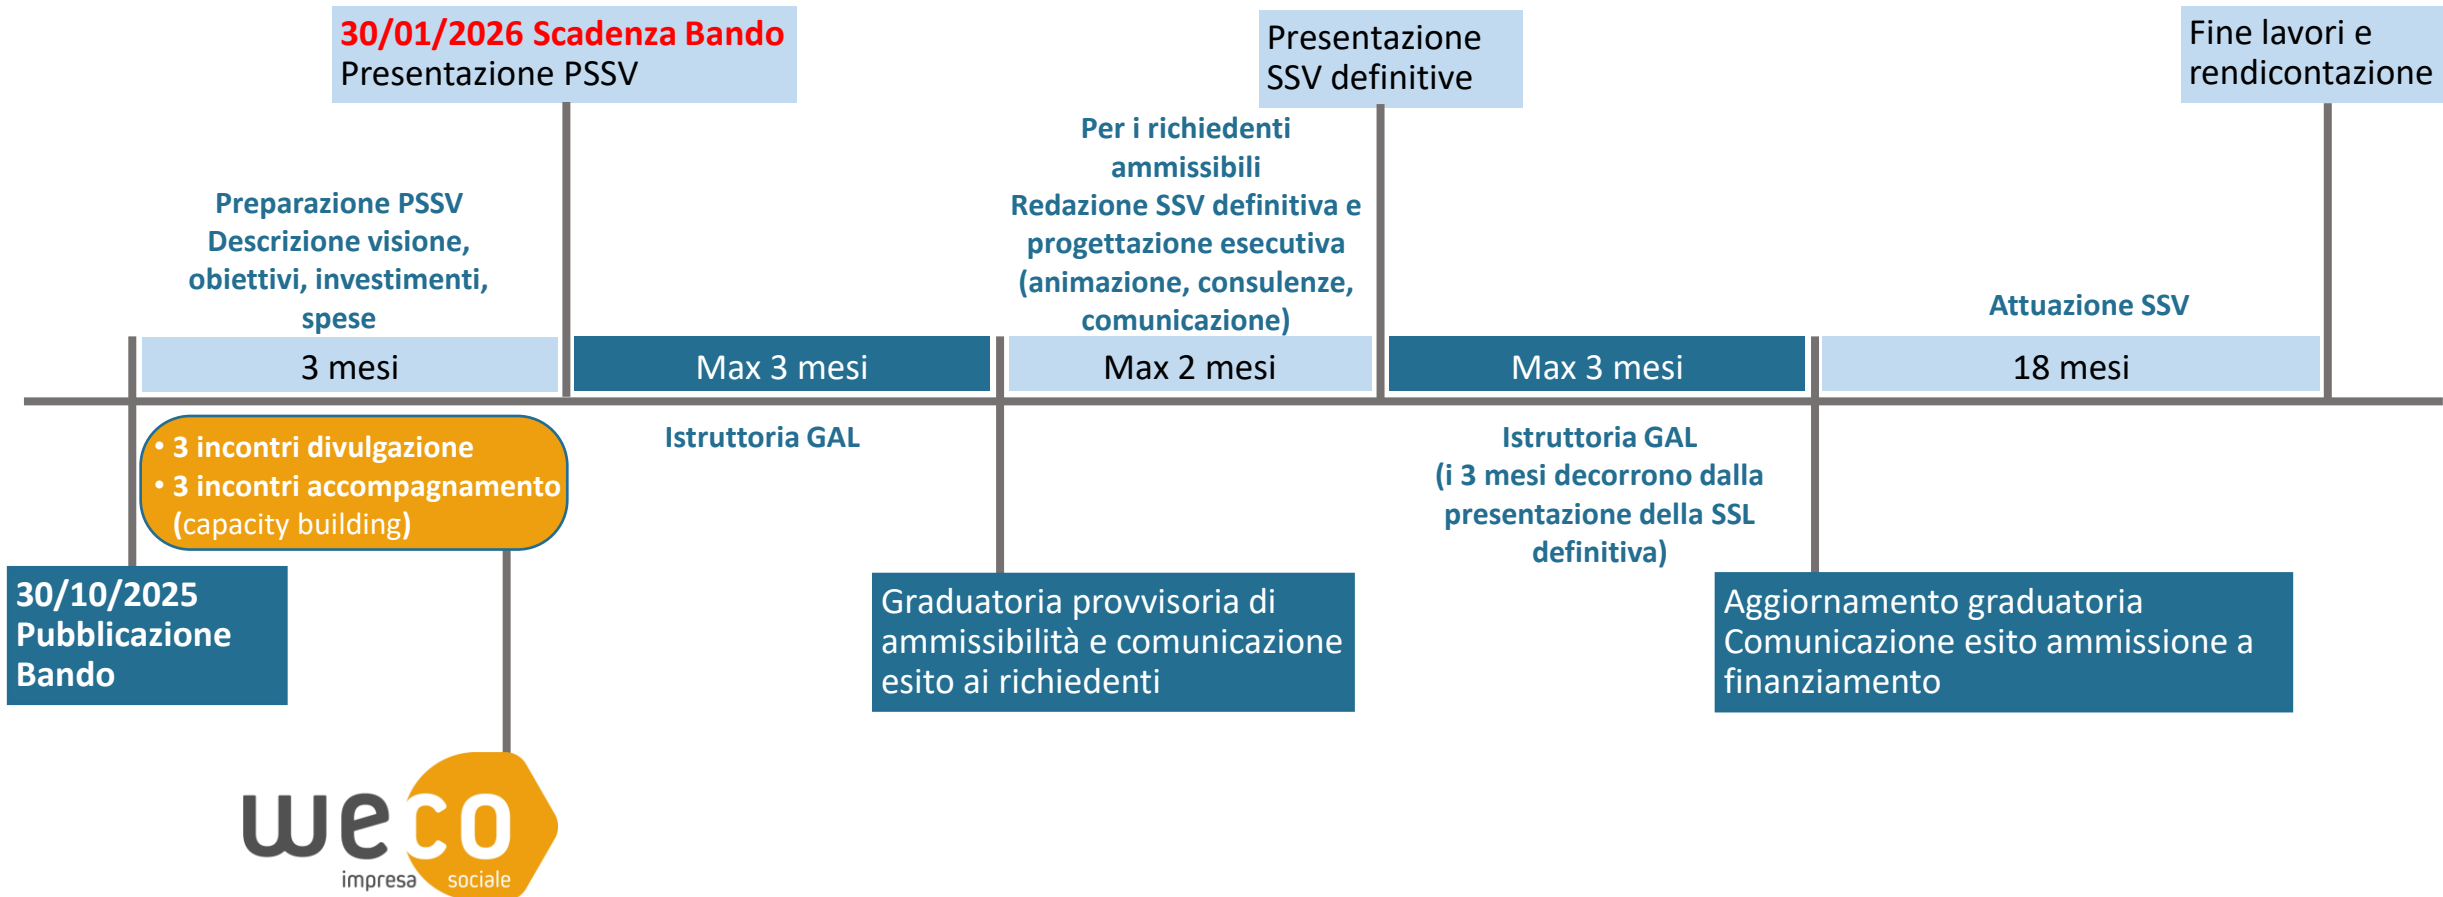 30/01/2026 Scadenza Bando
Presentazione PSSV
Presentazione
SSV definitive
Fine lavori e
rendicontazione
Preparazione PSSV
Descrizione visione,
obiettivi, investimenti,
spese
Per i richiedenti
ammissibili
Redazione SSV definitiva e
progettazione esecutiva
(animazione, consulenze,
comunicazione)
Attuazione SSV
3 mesi
Max 3 mesi
Max 2 mesi
Max 3 mesi
18 mesi
• 3 incontri divulgazione
• 3 incontri accompagnamento
(capacity building)
Istruttoria GAL
Istruttoria GAL
(i 3 mesi decorrono dalla
presentazione della SSL
definitiva)
30/10/2025
Pubblicazione
Bando
Graduatoria provvisoria di
ammissibilità e comunicazione
esito ai richiedenti
Aggiornamento graduatoria
Comunicazione esito ammissione a
finanziamento
weco
impresa sociale